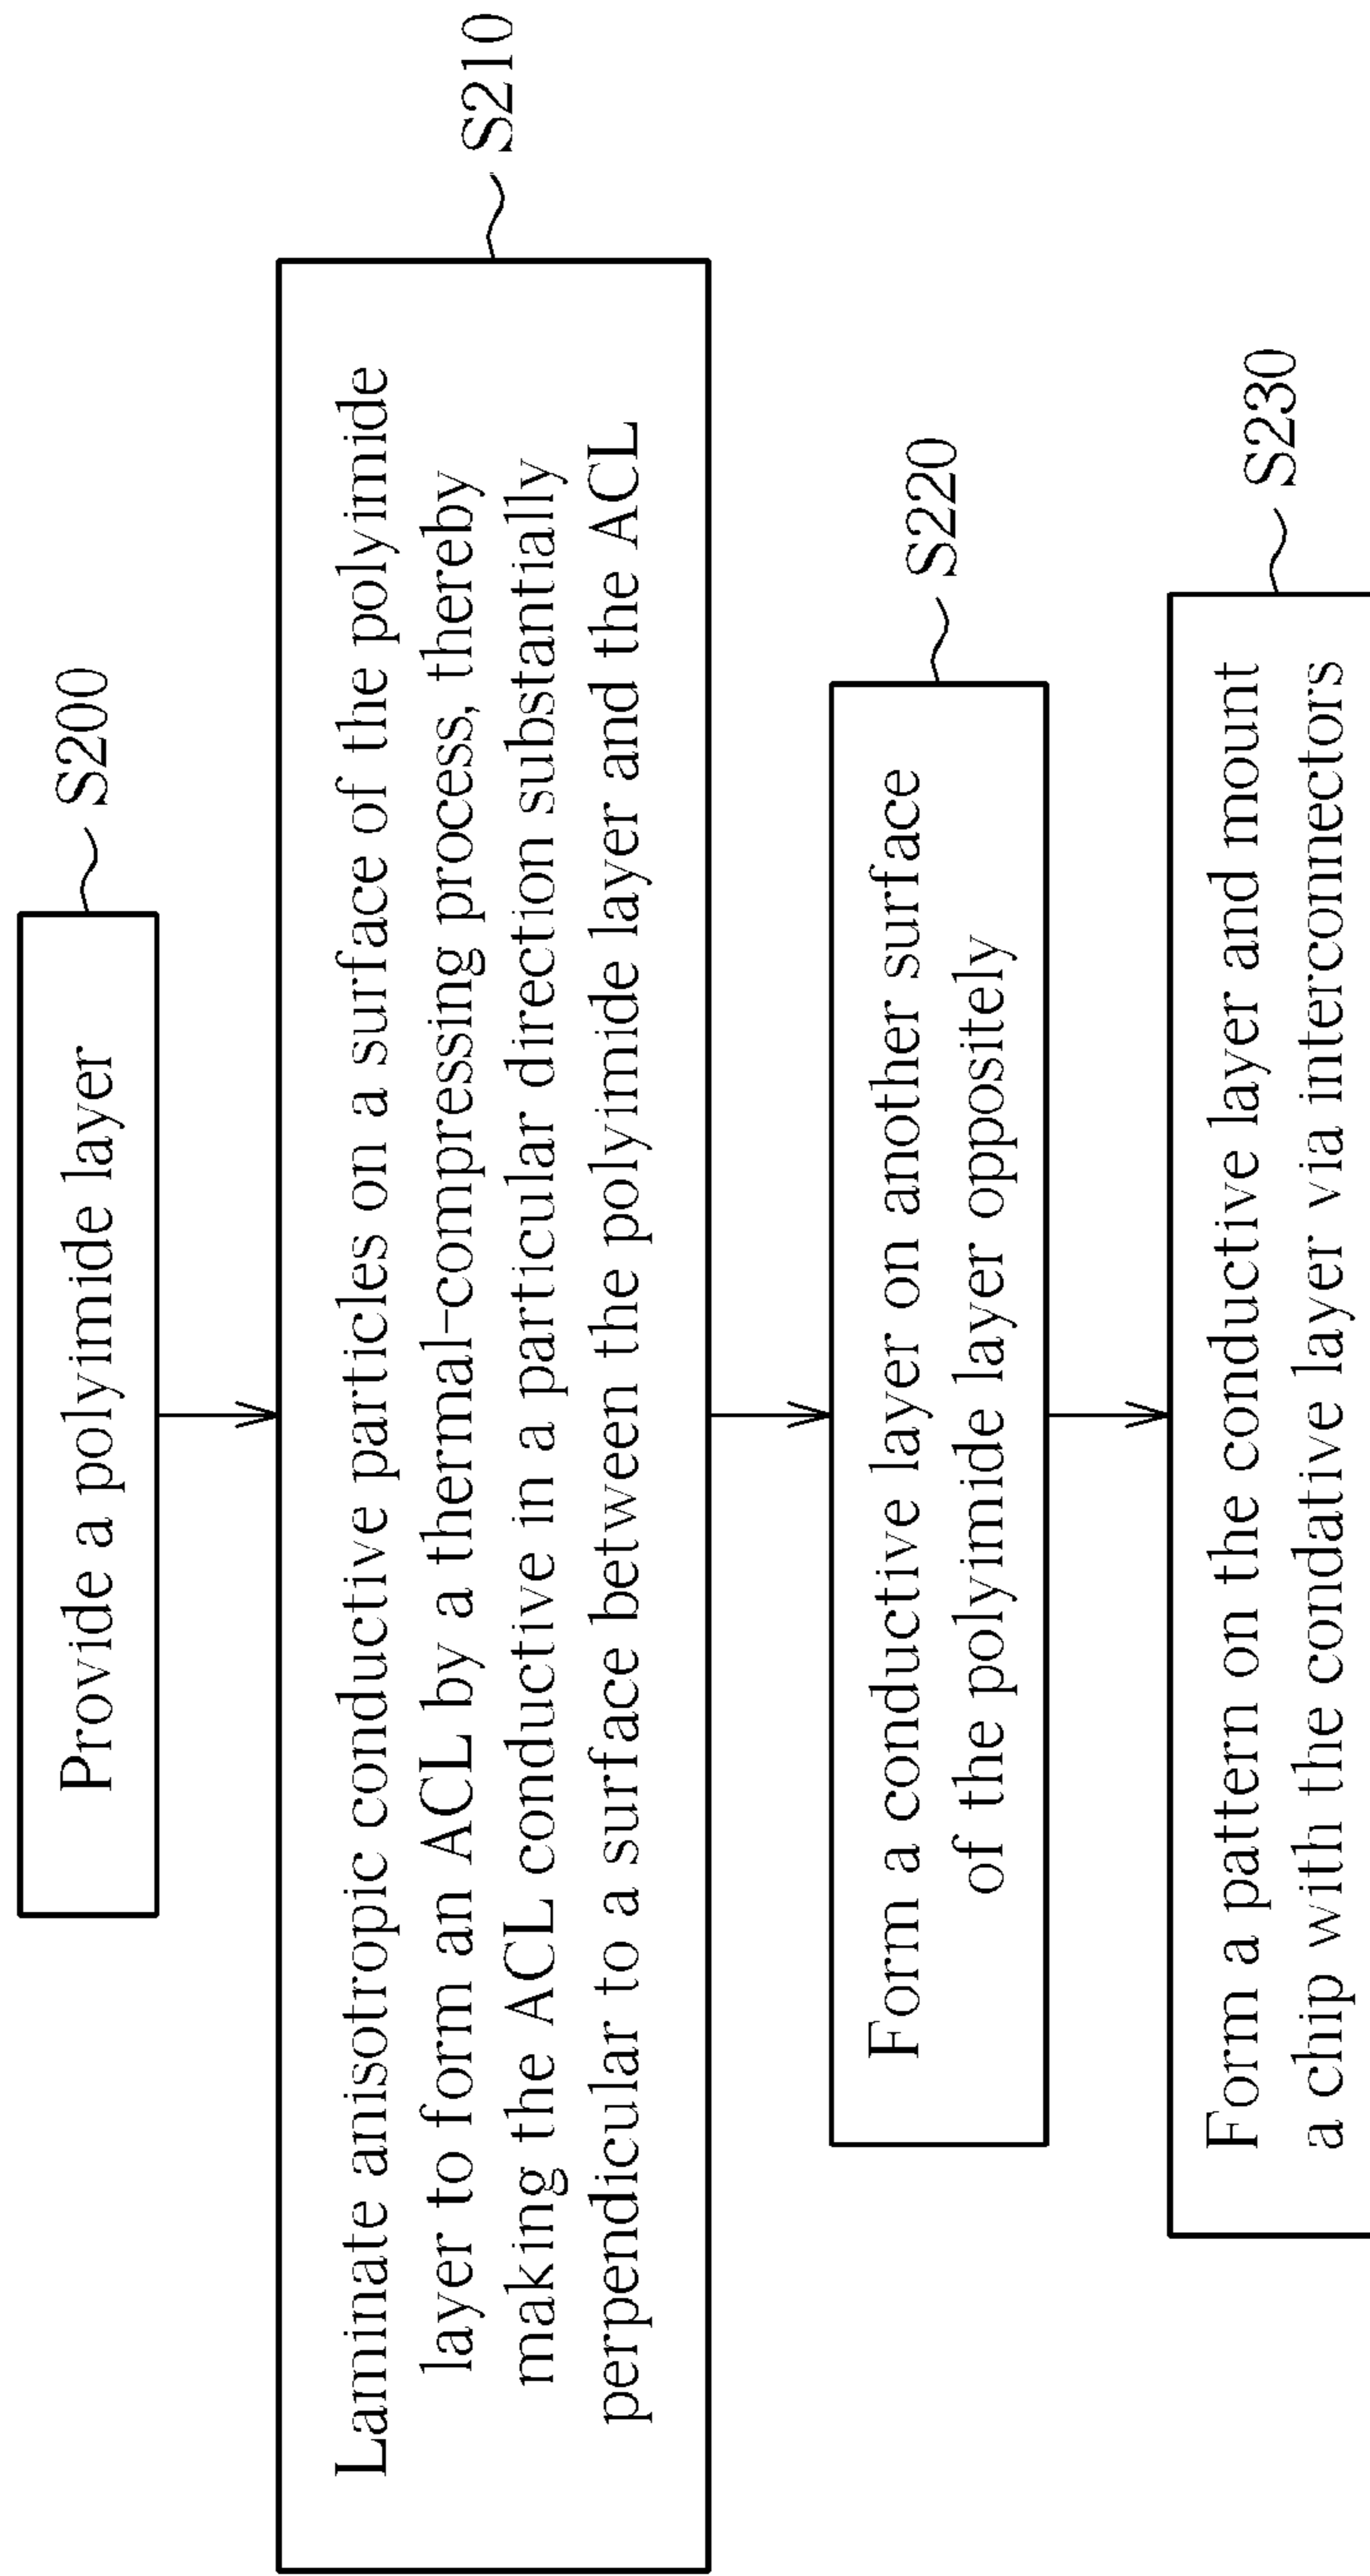 Provide a polyimide layer
S200
Laminate anisotropic conductive particles on a surface of the polyimide
layer to form an ACL by a thermal-compressing process, thereby
making the ACL conductive in a particular direction substantially
perpendicular to a surface between the polyimide layer and the ACL
S210
Form a conductive layer on another surface
of the polyimide layer oppositely
S220
Form a pattern on the conductive layer and mount
a chip with the condative layer via interconnectors
S230